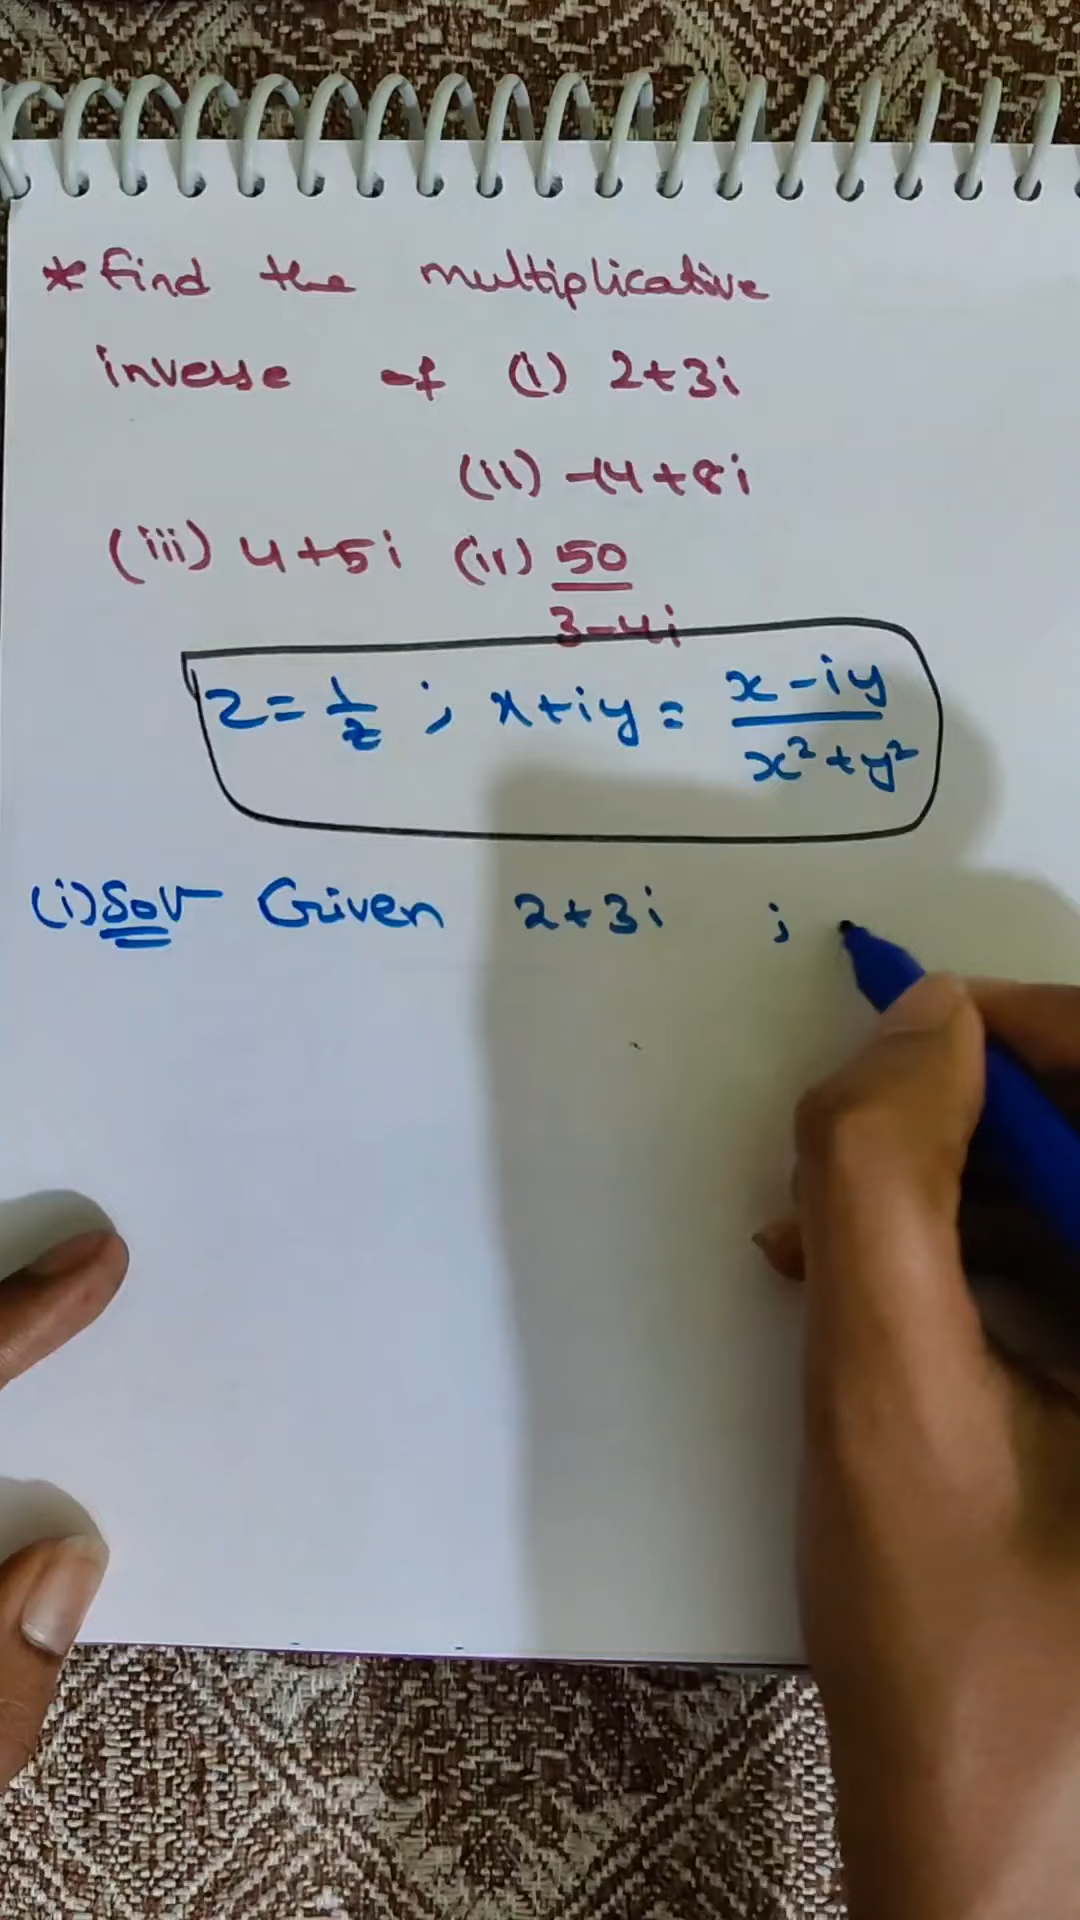 * Find the multiplicative
inverse of (i) 2+3i
(ii) -14+8i
(iii) 4+5i (iv) 50/3-4i
z = 1/z ; x+iy = x-iy/x²+y²
(i) Sol Given 2+3i ;